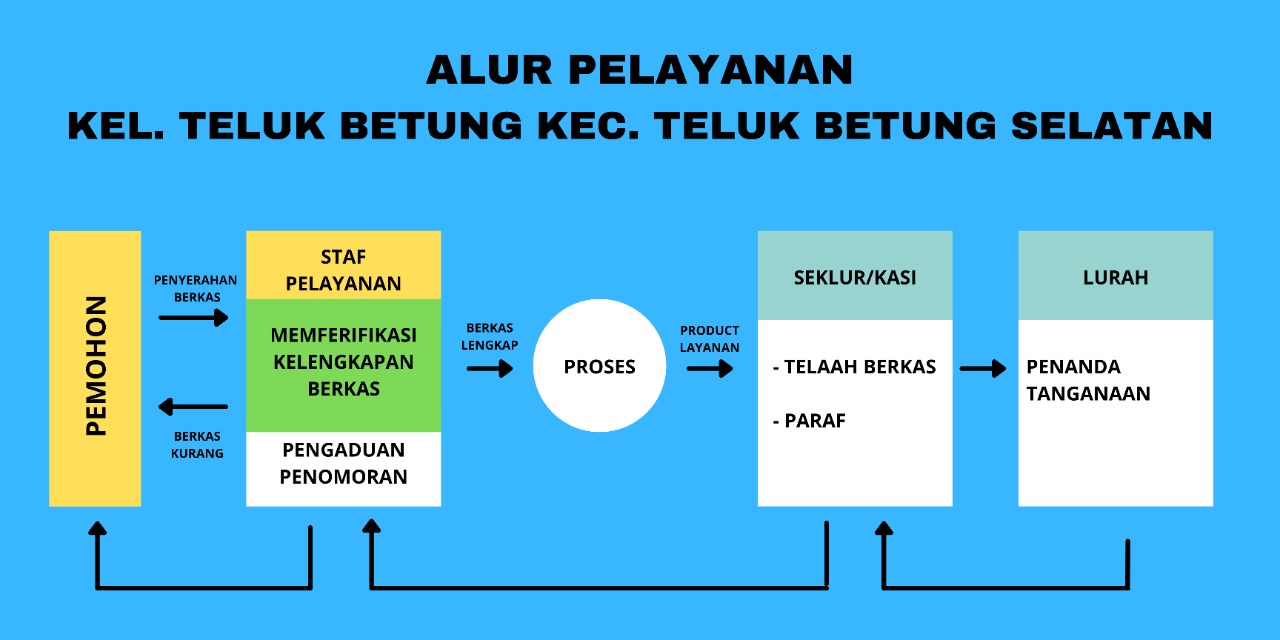 ALUR PELAYANAN
KEL. TELUK BETUNG KEC. TELUK BETUNG SELATAN
PEMOHON
PENYERAHAN
BERKAS
BERKAS
KURANG
STAF
PELAYANAN
MEMFERIFIKASI
KELENGKAPAN
BERKAS
PENGADUAN
PENOMORAN
BERKAS
LENGKAP
PROSES
PRODUCT
LAYANAN
SEKLUR/KASI
- TELAAH BERKAS
- PARAF
LURAH
PENANDA
TANGANAAN